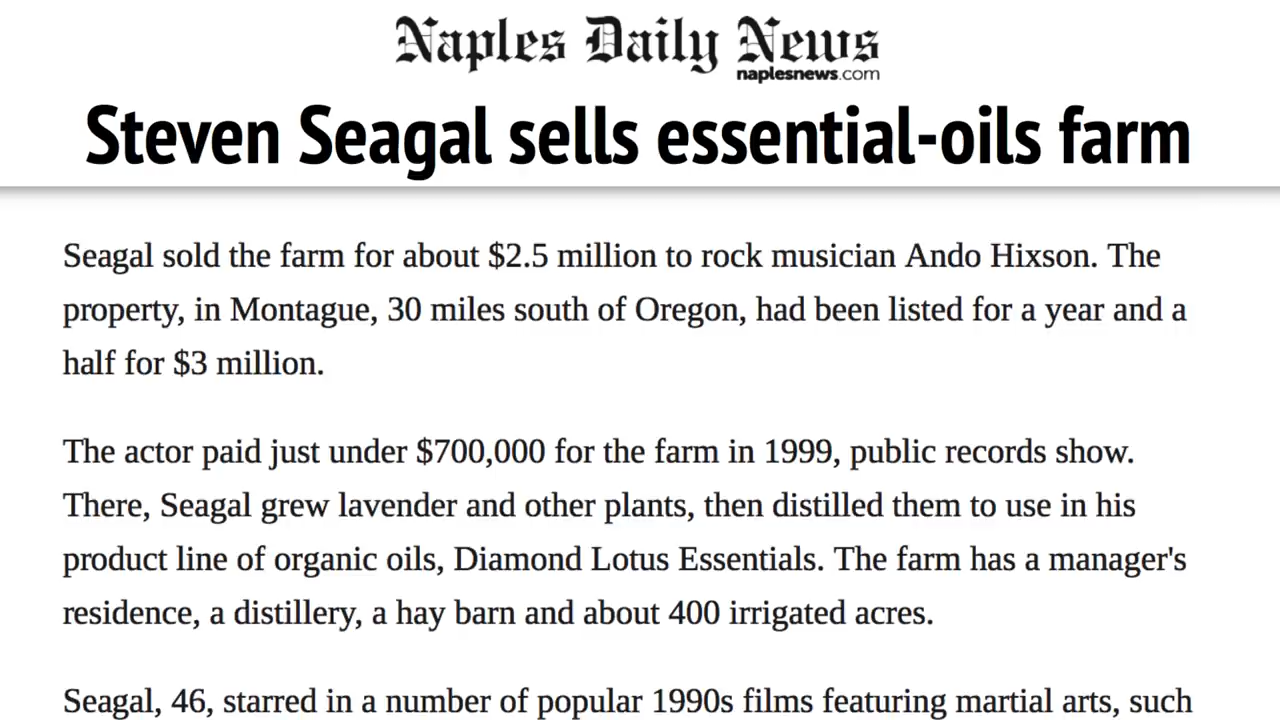 Naples Daily News
naplesnews.com
Steven Seagal sells essential-oils farm
Seagal sold the farm for about $2.5 million to rock musician Ando Hixson. The
property, in Montague, 30 miles south of Oregon, had been listed for a year and a
half for $3 million.
The actor paid just under $700,000 for the farm in 1999, public records show.
There, Seagal grew lavender and other plants, then distilled them to use in his
product line of organic oils, Diamond Lotus Essentials. The farm has a manager's
residence, a distillery, a hay barn and about 400 irrigated acres.
Seagal, 46, starred in a number of popular 1990s films featuring martial arts, such